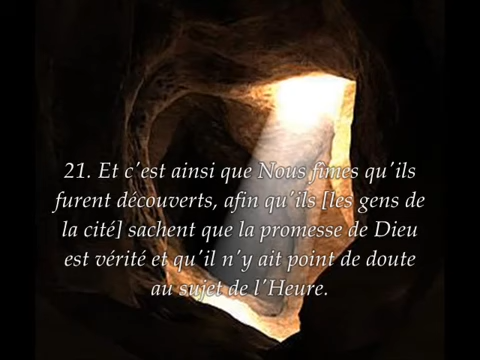 21. Et c'est ainsi que Nous fîmes qu'ils
furent découverts, afin qu'ils [les gens de
la cité] sachent que la promesse de Dieu
est vérité et qu'il n'y ait point de doute
au sujet de l'Heure.